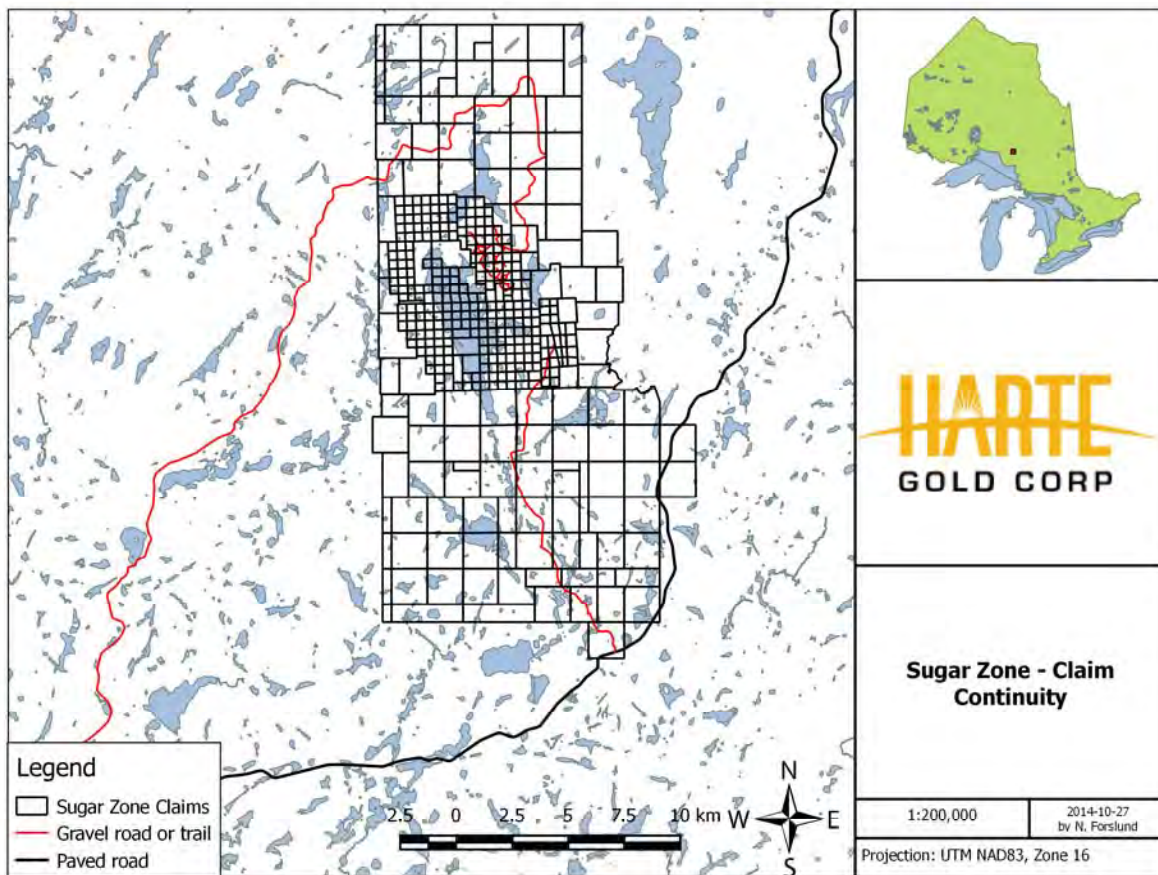 HARTE
GOLD CORP
Sugar Zone - Claim
Continuity
Legend
Sugar Zone Claims
Gravel road or trail
Paved road
2.5 0 2.5 5 7.5 10 km
N
W E
S
1:200,000
2014-10-27
by N. Forslund
Projection: UTM NAD83, Zone 16